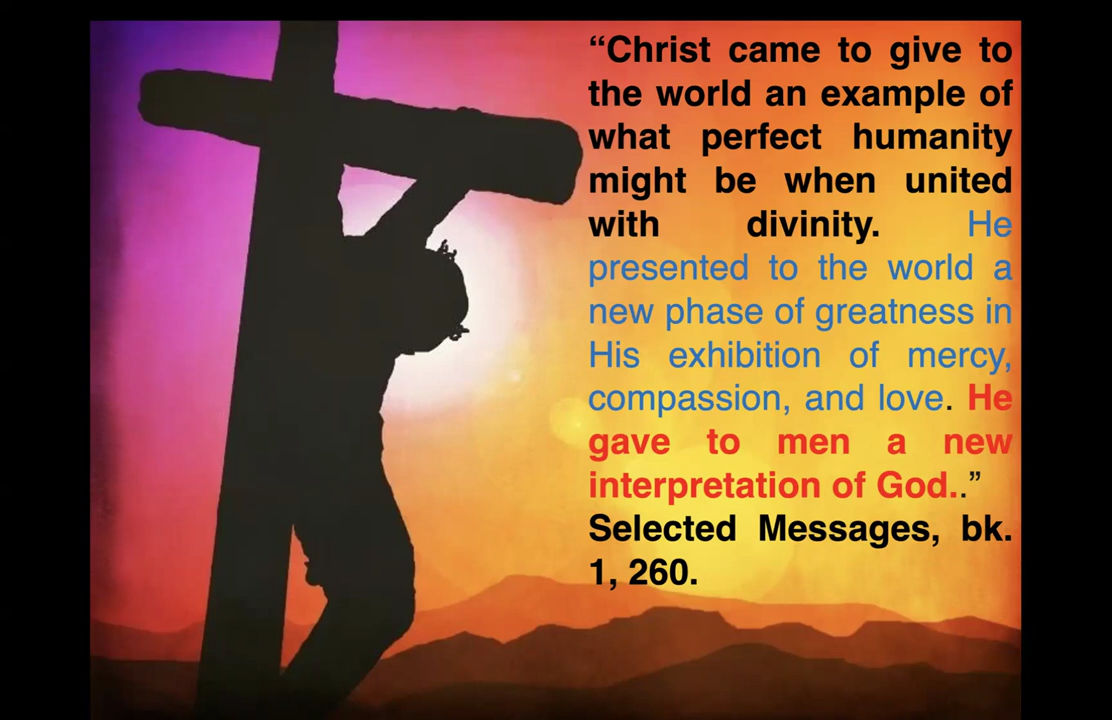 “Christ came to give to
the world an example of
what perfect humanity
might be when united
with divinity. He
presented to the world a
new phase of greatness in
His exhibition of mercy,
compassion, and love. He
gave to men a new
interpretation of God..”
Selected Messages, bk.
1, 260.